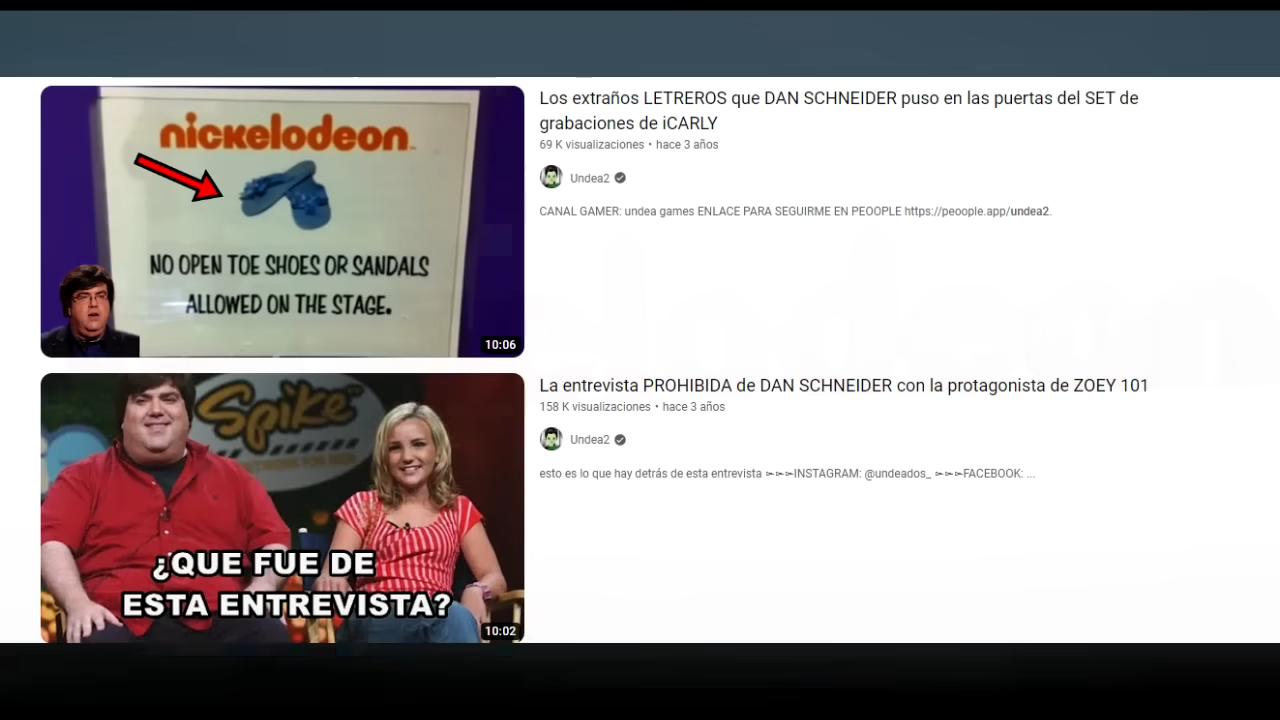 nickelodeon
NO OPEN TOE SHOES OR SANDALS
ALLOWED ON THE STAGE.
10:06
Los extraños LETREROS que DAN SCHNEIDER puso en las puertas del SET de
grabaciones de iCARLY
69 K visualizaciones • hace 3 años
Undea2
CANAL GAMER: undea games ENLACE PARA SEGUIRME EN PEOOPLE https://peoople.app/undea2.
Spike
¿QUE FUE DE
ESTA ENTREVISTA?
10:02
La entrevista PROHIBIDA de DAN SCHNEIDER con la protagonista de ZOEY 101
158 K visualizaciones • hace 3 años
Undea2
esto es lo que hay detrás de esta entrevista ➳➳➳INSTAGRAM: @undeados_ ➳➳➳FACEBOOK: ...